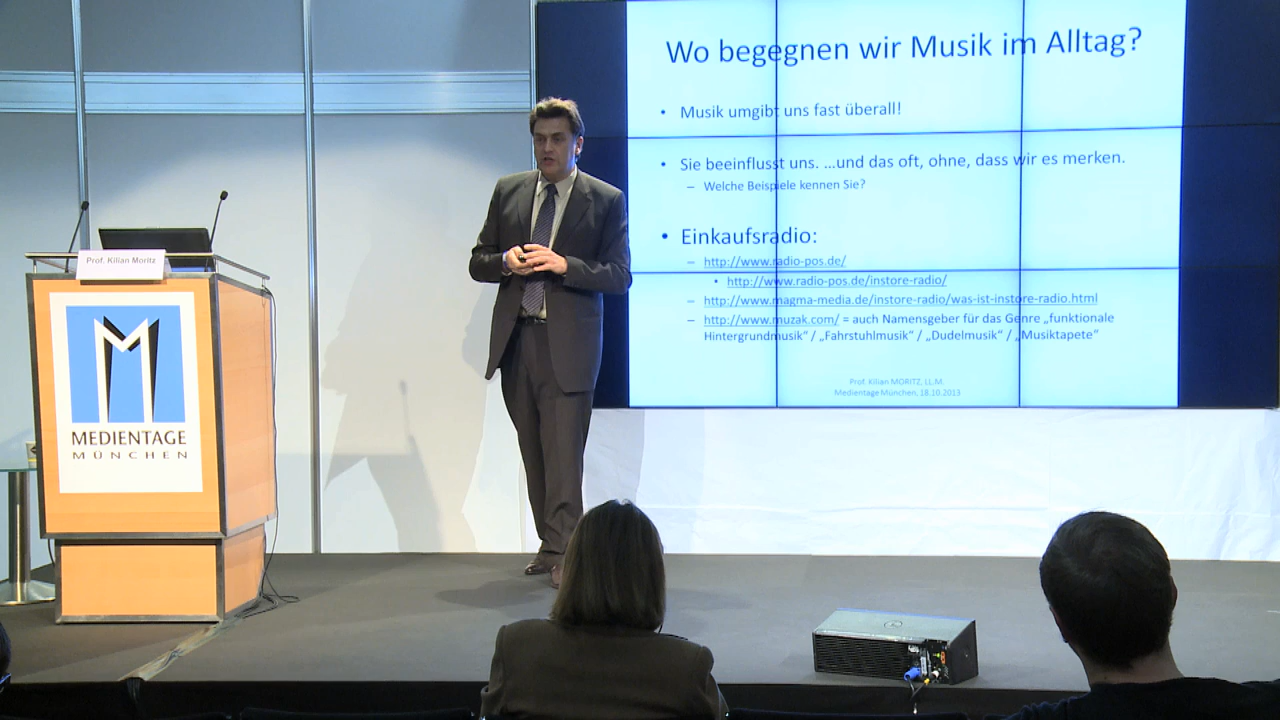 Wo begegnen wir Musik im Alltag?
• Musik umgibt uns fast überall!
• Sie beeinflusst uns. ...und das oft, ohne, dass wir es merken.
– Welche Beispiele kennen Sie?
• Einkaufsradio:
– http://www.radio-pos.de/
• http://www.radio-pos.de/instore-radio/
– http://www.magma-media.de/instore-radio/was-ist-instore-radio.html
– http://www.muzak.com/ = auch Namensgeber für das Genre „funktionale
Hintergrundmusik“ / „Fahrstuhlmusik“ / „Dudelmusik“ / „Musiktapete“
Prof. Kilian MORITZ, LL.M.
Medientage München, 18.10.2013
Prof. Kilian Moritz
M
MEDIENTAGE
MÜNCHEN